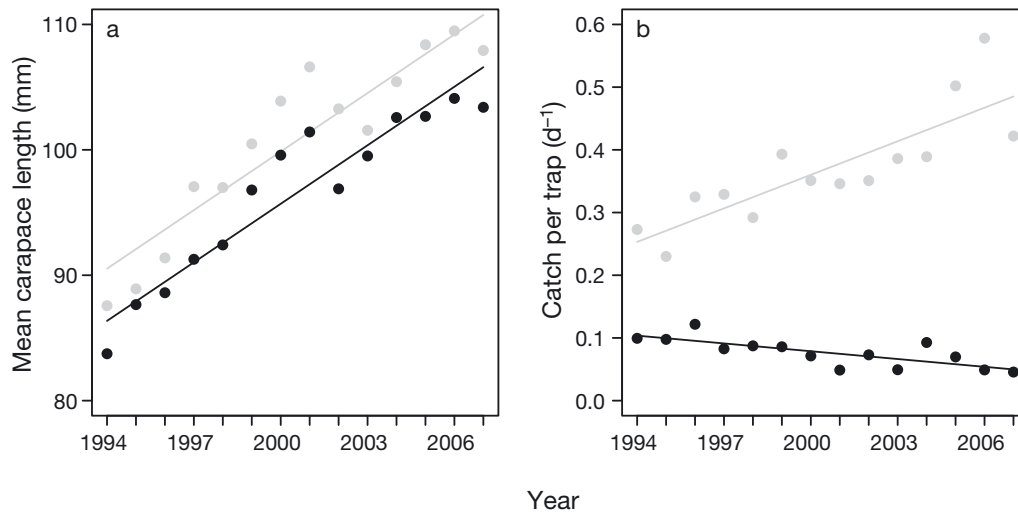 a
Mean carapace length (mm)
110
100
90
80
1994 1997 2000 2003 2006
b
Catch per trap (d⁻¹)
0.6
0.5
0.4
0.3
0.2
0.1
0.0
1994 1997 2000 2003 2006
Year